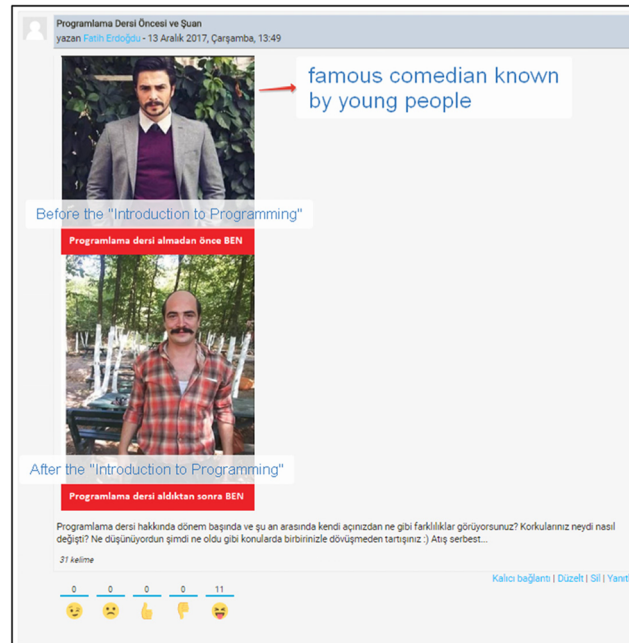 Programlama Dersi Öncesi ve Şuan
yazan Fatih Erdoğdu - 13 Aralık 2017, Çarşamba, 13:49
famous comedian known
by young people
Before the "Introduction to Programming"
Programlama dersi almadan önce BEN
After the "Introduction to Programming"
Programlama dersi aldıktan sonra BEN
Programlama dersi hakkında dönem başında ve şu an arasında kendi açınızdan ne gibi farklılıklar görüyorsunuz? Korkularınız neydi nasıl
değişti? Ne düşünüyordun şimdi ne oldu gibi konularda birbirinizle dövüşmeden tartışınız :) Atış serbest...
31 kelime
Kalıcı bağlantı | Düzelt | Sil | Yanıtl
0 0 0 0 11